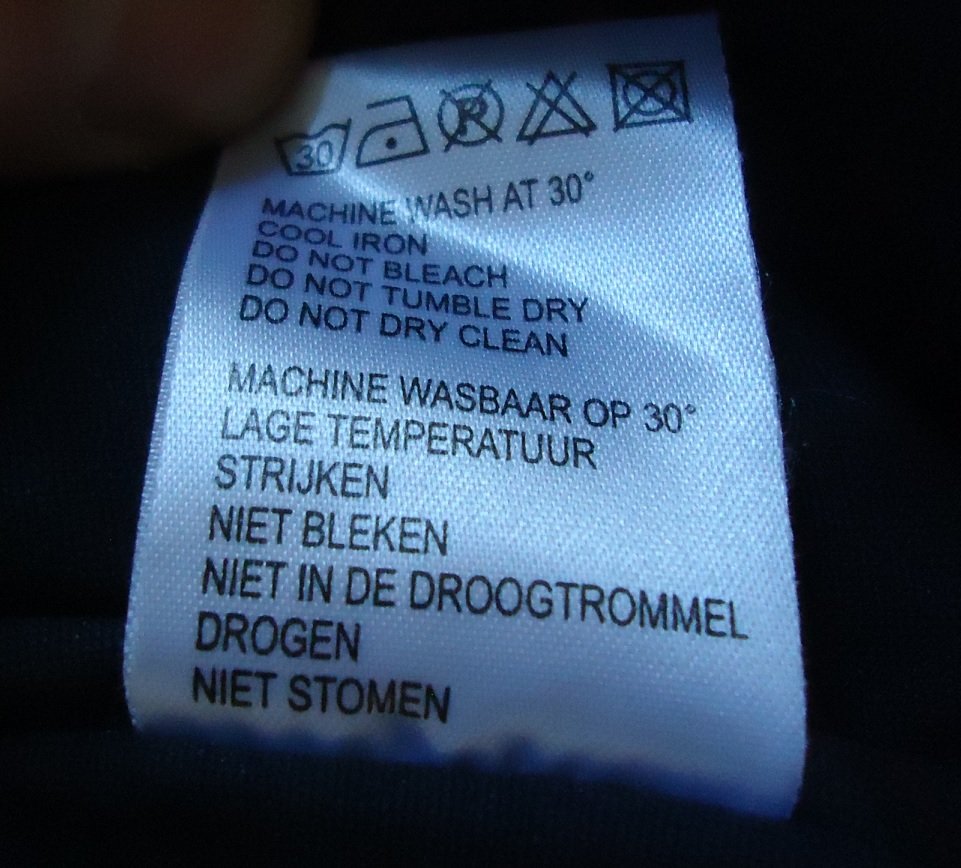 30 P
MACHINE WASH AT 30°
COOL IRON
DO NOT BLEACH
DO NOT TUMBLE DRY
DO NOT DRY CLEAN
MACHINE WASBAAR OP 30°
LAGE TEMPERATUUR
STRIJKEN
NIET BLEKEN
NIET IN DE DROOGTROMMEL
DROGEN
NIET STOMEN